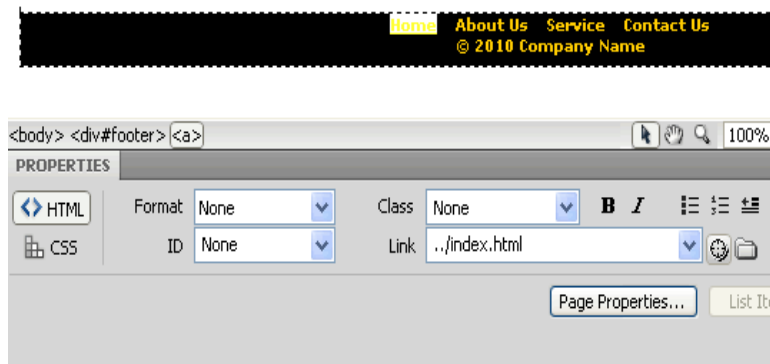 Home About Us Service Contact Us
© 2010 Company Name
<body> <div#footer> <a> 100%
PROPERTIES
<> HTML Format None Class None B I
CSS ID None Link ../index.html
Page Properties... List Ite